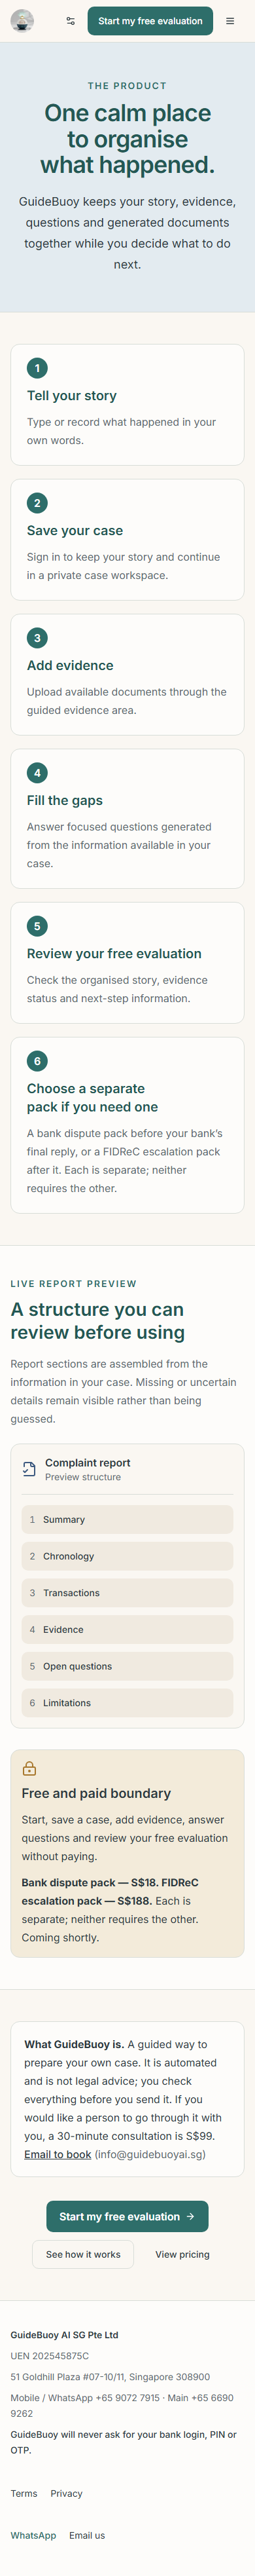 Start my free evaluation
THE PRODUCT
One calm place
to organise
what happened.
GuideBuoy keeps your story, evidence,
questions and generated documents
together while you decide what to do
next.
1
Tell your story
Type or record what happened in your
own words.
2
Save your case
Sign in to keep your story and continue
in a private case workspace.
3
Add evidence
Upload available documents through the
guided evidence area.
4
Fill the gaps
Answer focused questions generated
from the information available in your
case.
5
Review your free evaluation
Check the organised story, evidence
status and next-step information.
6
Choose a separate
pack if you need one
A bank dispute pack before your bank's
final reply, or a FIDReC escalation pack
after it. Each is separate; neither
requires the other.
LIVE REPORT PREVIEW
A structure you can
review before using
Report sections are assembled from the
information in your case. Missing or uncertain
details remain visible rather than being
guessed.
Complaint report
Preview structure
1 Summary
2 Chronology
3 Transactions
4 Evidence
5 Open questions
6 Limitations
Free and paid boundary
Start, save a case, add evidence, answer
questions and review your free evaluation
without paying.
Bank dispute pack — S$18. FIDReC
escalation pack — S$188. Each is
separate; neither requires the other.
Coming shortly.
What GuideBuoy is. A guided way to
prepare your own case. It is automated
and is not legal advice; you check
everything before you send it. If you
would like a person to go through it with
you, a 30-minute consultation is S$99.
Email to book (info@guidebuoyai.sg)
Start my free evaluation →
See how it works
View pricing
GuideBuoy AI SG Pte Ltd
UEN 202545875C
51 Goldhill Plaza #07-10/11, Singapore 308900
Mobile / WhatsApp +65 9072 7915 · Main +65 6690
9262
GuideBuoy will never ask for your bank login, PIN or
OTP.
Terms Privacy
WhatsApp Email us